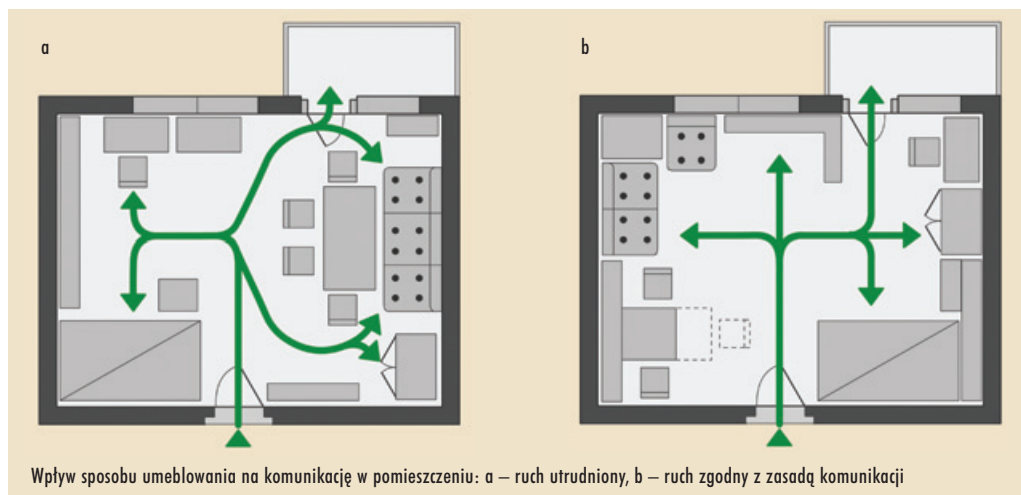 a
b
Wpływ sposobu umeblowania na komunikację w pomieszczeniu: a – ruch utrudniony, b – ruch zgodny z zasadą komunikacji